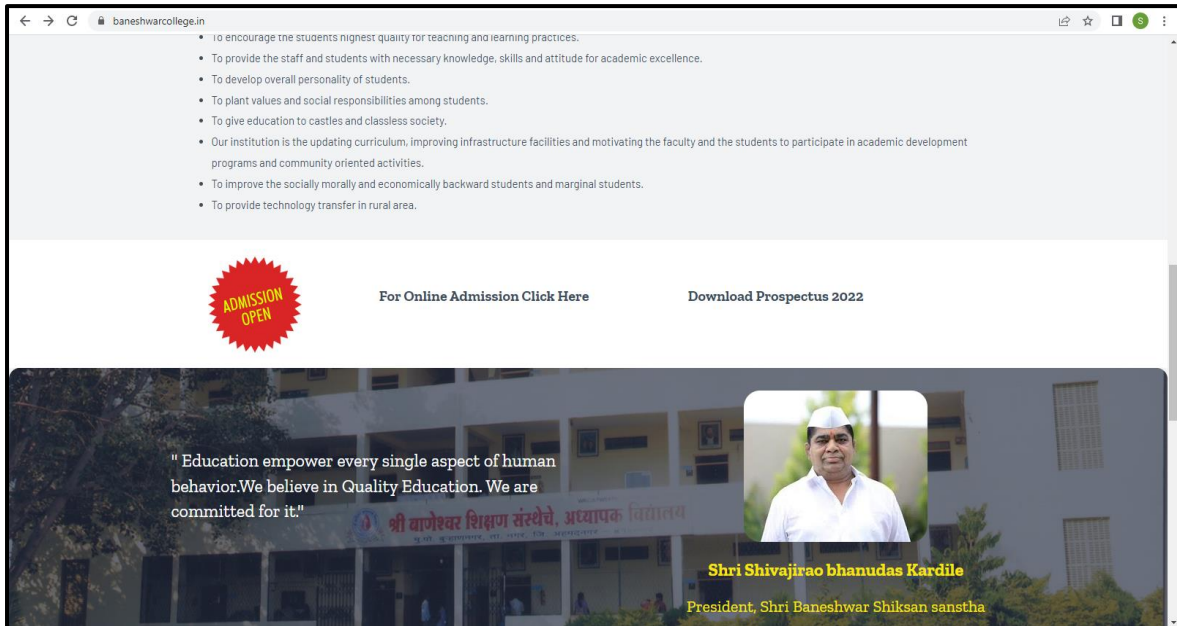 baneshwarcollege.in
S
• To encourage the students highest quality for teaching and learning practices.
• To provide the staff and students with necessary knowledge, skills and attitude for academic excellence.
• To develop overall personality of students.
• To plant values and social responsibilities among students.
• To give education to castles and classless society.
• Our institution is the updating curriculum, improving infrastructure facilities and motivating the faculty and the students to participate in academic development
programs and community oriented activities.
• To improve the socially morally and economically backward students and marginal students.
• To provide technology transfer in rural area.
ADMISSION
OPEN
For Online Admission Click Here
Download Prospectus 2022
" Education empower every single aspect of human
behavior.We believe in Quality Education. We are
committed for it."
श्री बाणेश्वर शिक्षण संस्थेचे, अध्यापक विद्यालय
Shri Shivajirao bhanudas Kardile
President, Shri Baneshwar Shiksan sanstha